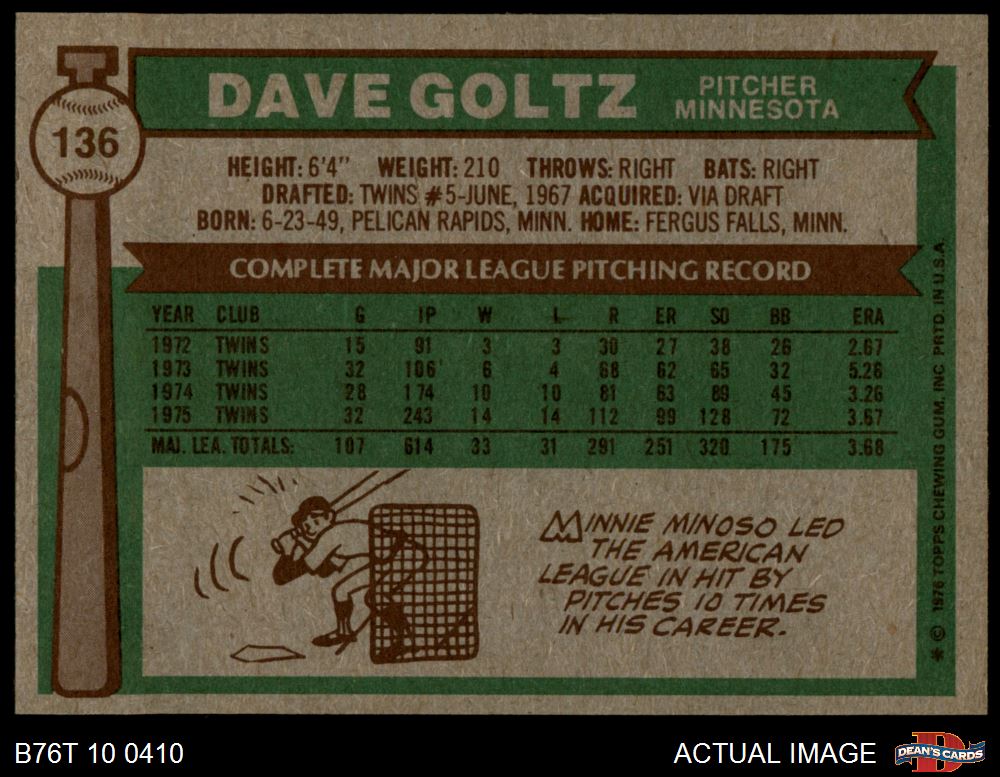 136
DAVE GOLTZ
PITCHER
MINNESOTA
HEIGHT: 6'4" WEIGHT: 210 THROWS: RIGHT BATS: RIGHT
DRAFTED: TWINS #5-JUNE, 1967 ACQUIRED: VIA DRAFT
BORN: 6-23-49, PELICAN RAPIDS, MINN. HOME: FERGUS FALLS, MINN.
COMPLETE MAJOR LEAGUE PITCHING RECORD
YEAR CLUB G IP W L R ER SO BB ERA
1972 TWINS 15 91 3 3 30 27 38 26 2.67
1973 TWINS 32 106 6 4 68 62 65 32 5.26
1974 TWINS 28 174 10 10 81 63 89 45 3.26
1975 TWINS 32 243 14 14 112 99 128 72 3.67
MAJ. LEA. TOTALS: 107 614 33 31 291 251 320 175 3.68
MINNIE MINOSO LED
THE AMERICAN
LEAGUE IN HIT BY
PITCHES 10 TIMES
IN HIS CAREER.
* © 1976 TOPPS CHEWING GUM, INC PRTD. IN U.S.A.
B76T 10 0410
ACTUAL IMAGE
DEAN'S CARDS